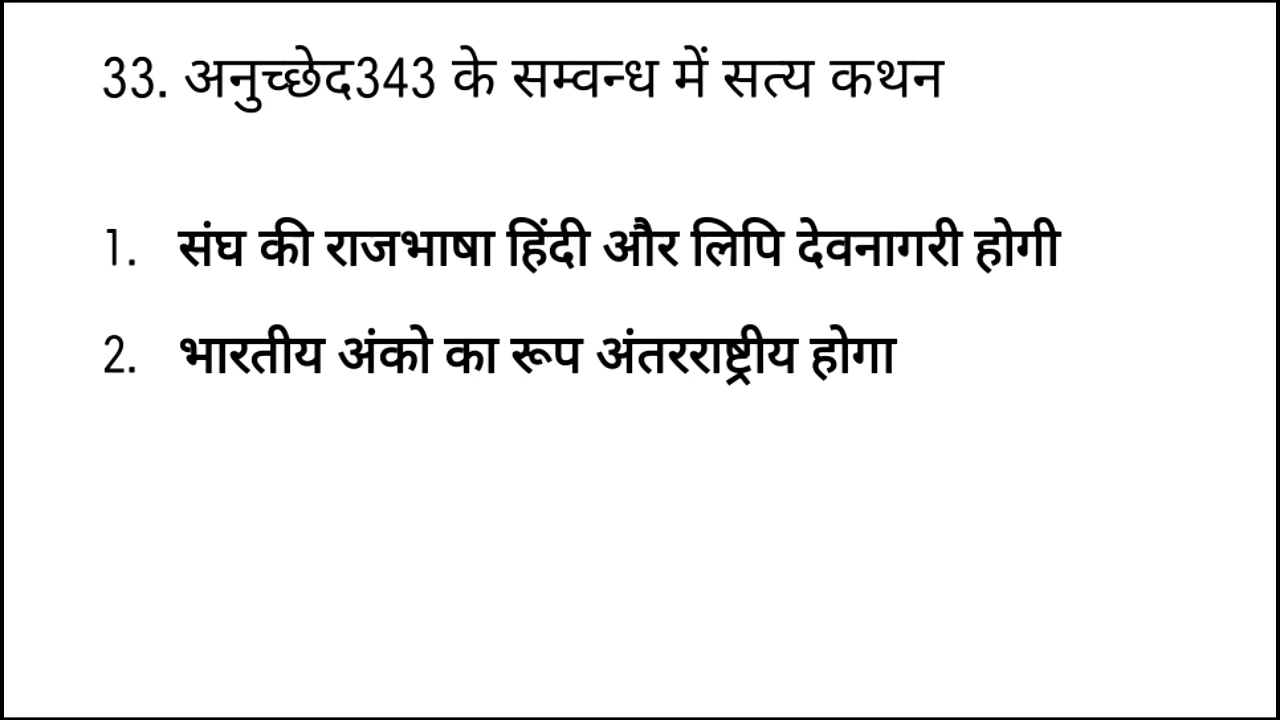 33. अनुच्छेद343 के सम्वन्ध में सत्य कथन
1. संघ की राजभाषा हिंदी और लिपि देवनागरी होगी
2. भारतीय अंको का रूप अंतरराष्ट्रीय होगा